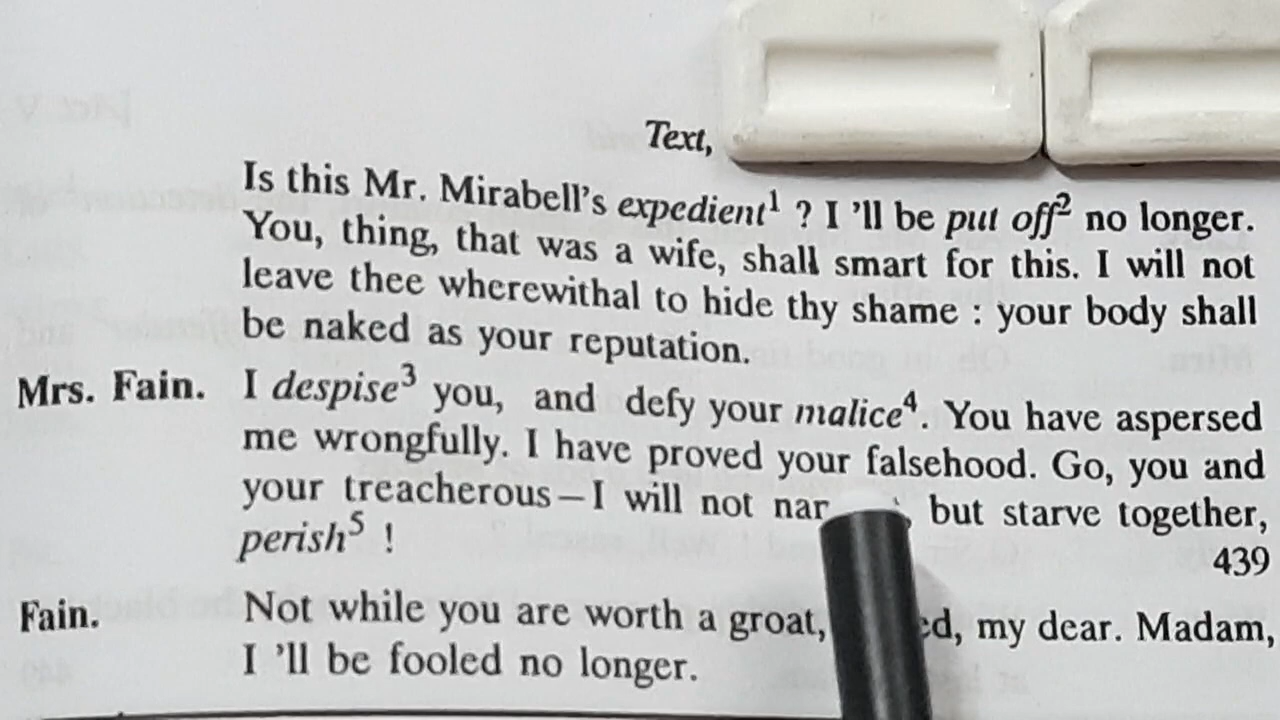 Text,
Is this Mr. Mirabell's expedient¹ ? I 'll be put off² no longer.
You, thing, that was a wife, shall smart for this. I will not
leave thee wherewithal to hide thy shame : your body shall
be naked as your reputation.
Mrs. Fain. I despise³ you, and defy your malice⁴. You have aspersed
me wrongfully. I have proved your falsehood. Go, you and
your treacherous—I will not but starve together,
perish⁵ !
439
Fain. Not while you are worth a groat, my dear. Madam,
I 'll be fooled no longer.